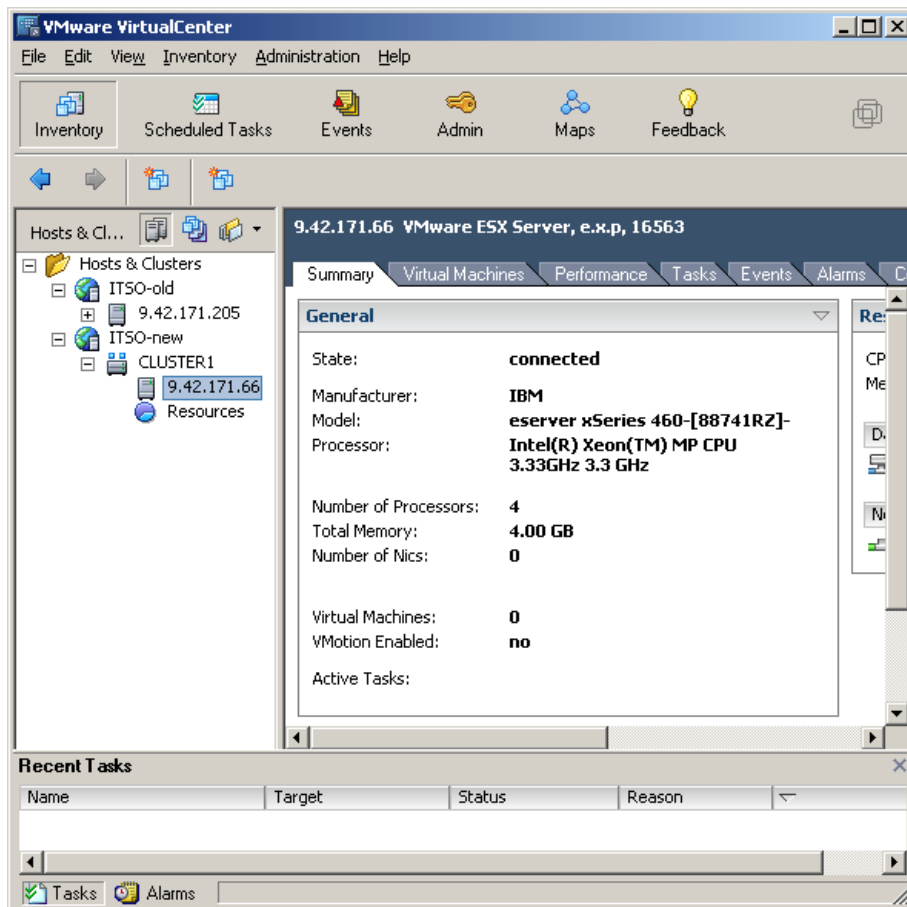 VMware VirtualCenter
File Edit View Inventory Administration Help
Inventory Scheduled Tasks Events Admin Maps Feedback
Hosts & Cl...
Hosts & Clusters
ITSO-old
9.42.171.205
ITSO-new
CLUSTER1
9.42.171.66
Resources
9.42.171.66 VMware ESX Server, e.x.p, 16563
Summary Virtual Machines Performance Tasks Events Alarms
General
State: connected
Manufacturer: IBM
Model: eserver xSeries 460-[88741RZ]-
Processor: Intel(R) Xeon(TM) MP CPU
3.33GHz 3.3 GHz
Number of Processors: 4
Total Memory: 4.00 GB
Number of Nics: 0
Virtual Machines: 0
VMotion Enabled: no
Active Tasks:
CP
Me
Recent Tasks
Name Target Status Reason
Tasks Alarms